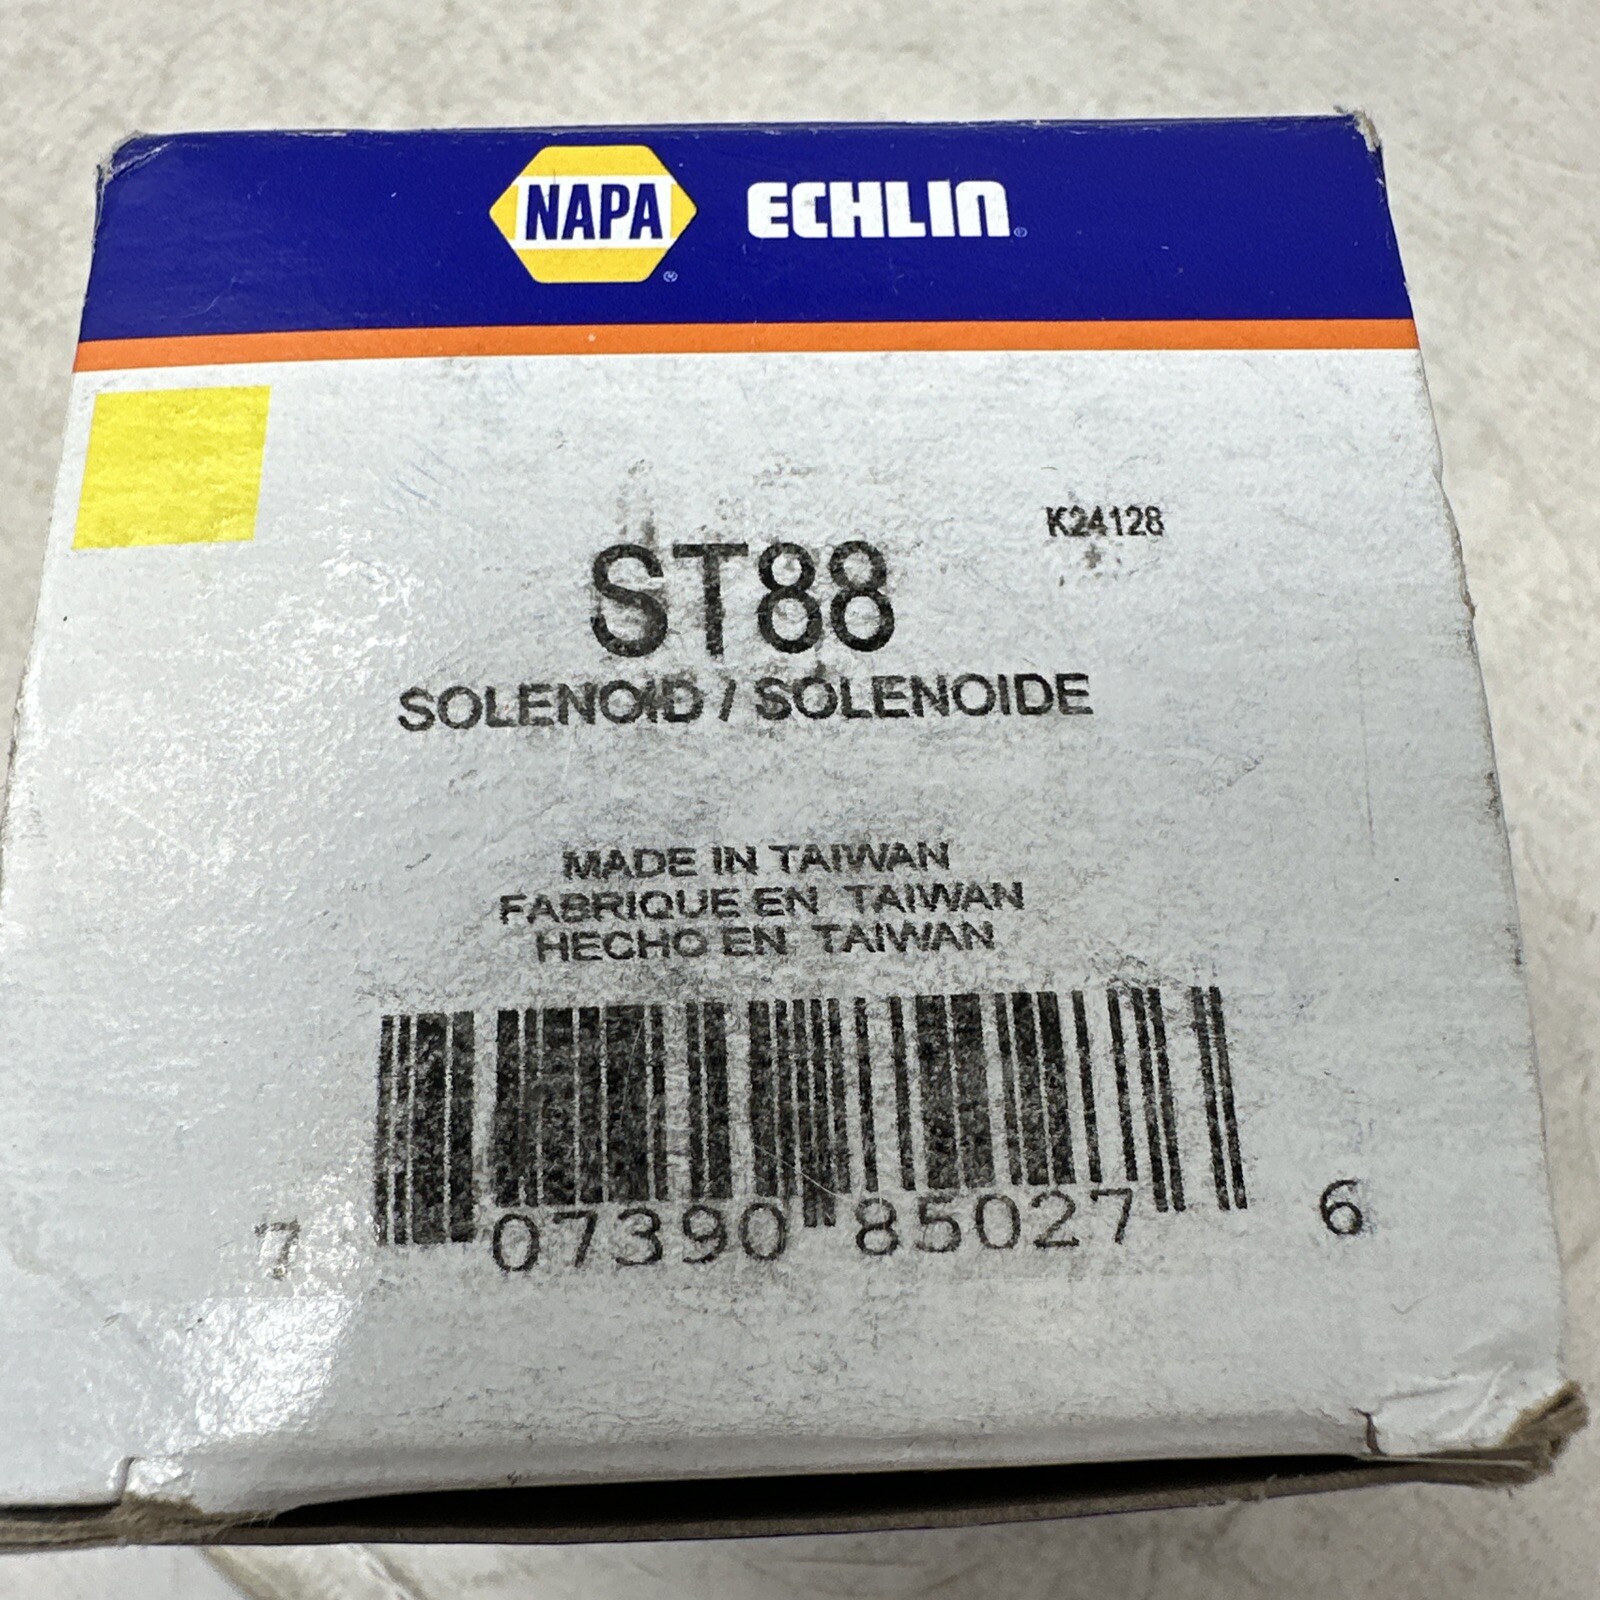 NAPA ECHLIN
K24128
ST88
SOLENOID / SOLENOIDE
MADE IN TAIWAN
FABRIQUE EN TAIWAN
HECHO EN TAIWAN
7 07390 85027 6